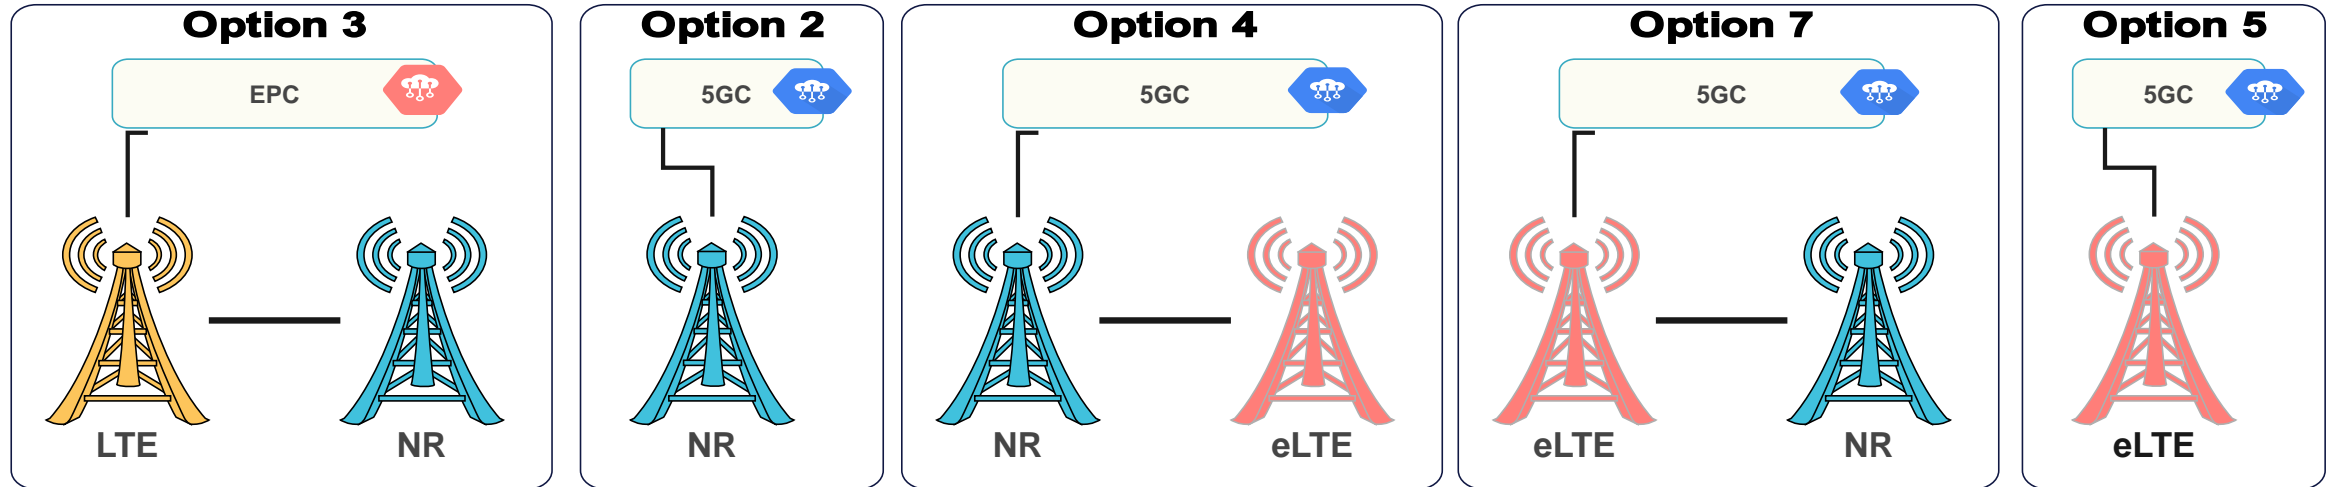 Option 3
EPC
LTE
NR
Option 2
5GC
NR
Option 4
5GC
NR
eLTE
Option 7
5GC
eLTE
NR
Option 5
5GC
eLTE